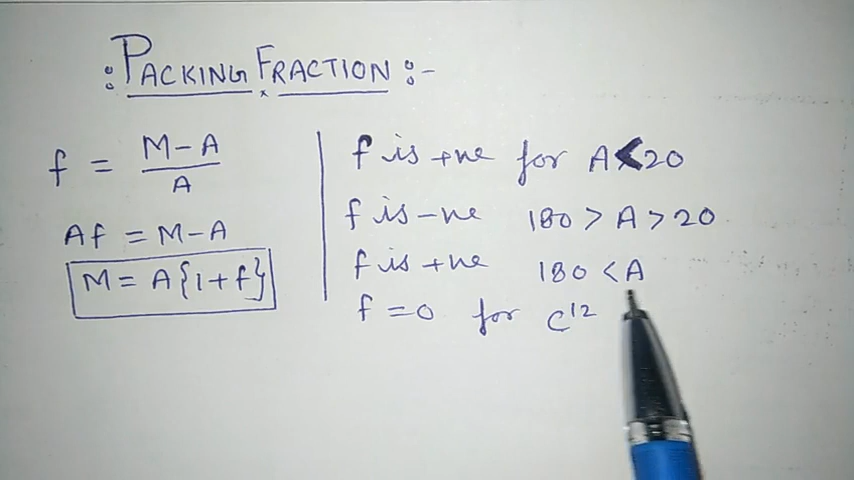 :PACKING FRACTION:-
f = M-A / A
Af = M-A
M = A{1+f}
f is +ve for A < 20
f is -ve 180 > A > 20
f is +ve 180 < A
f = 0 for C¹²